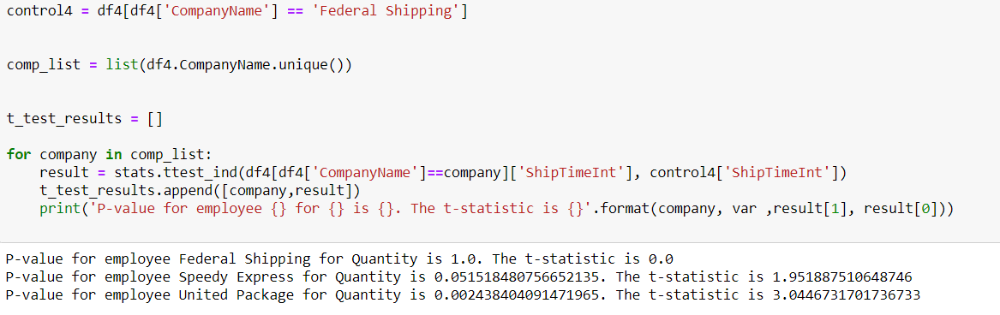 control4 = df4[df4['CompanyName'] == 'Federal Shipping']
comp_list = list(df4.CompanyName.unique())
t_test_results = []
for company in comp_list:
    result = stats.ttest_ind(df4[df4['CompanyName']==company]['ShipTimeInt'], control4['ShipTimeInt'])
    t_test_results.append([company,result])
    print('P-value for employee {} for {} is {}. The t-statistic is {}'.format(company, var ,result[1], result[0]))
P-value for employee Federal Shipping for Quantity is 1.0. The t-statistic is 0.0
P-value for employee Speedy Express for Quantity is 0.051518480756652135. The t-statistic is 1.951887510648746
P-value for employee United Package for Quantity is 0.002438404091471965. The t-statistic is 3.0446731701736733